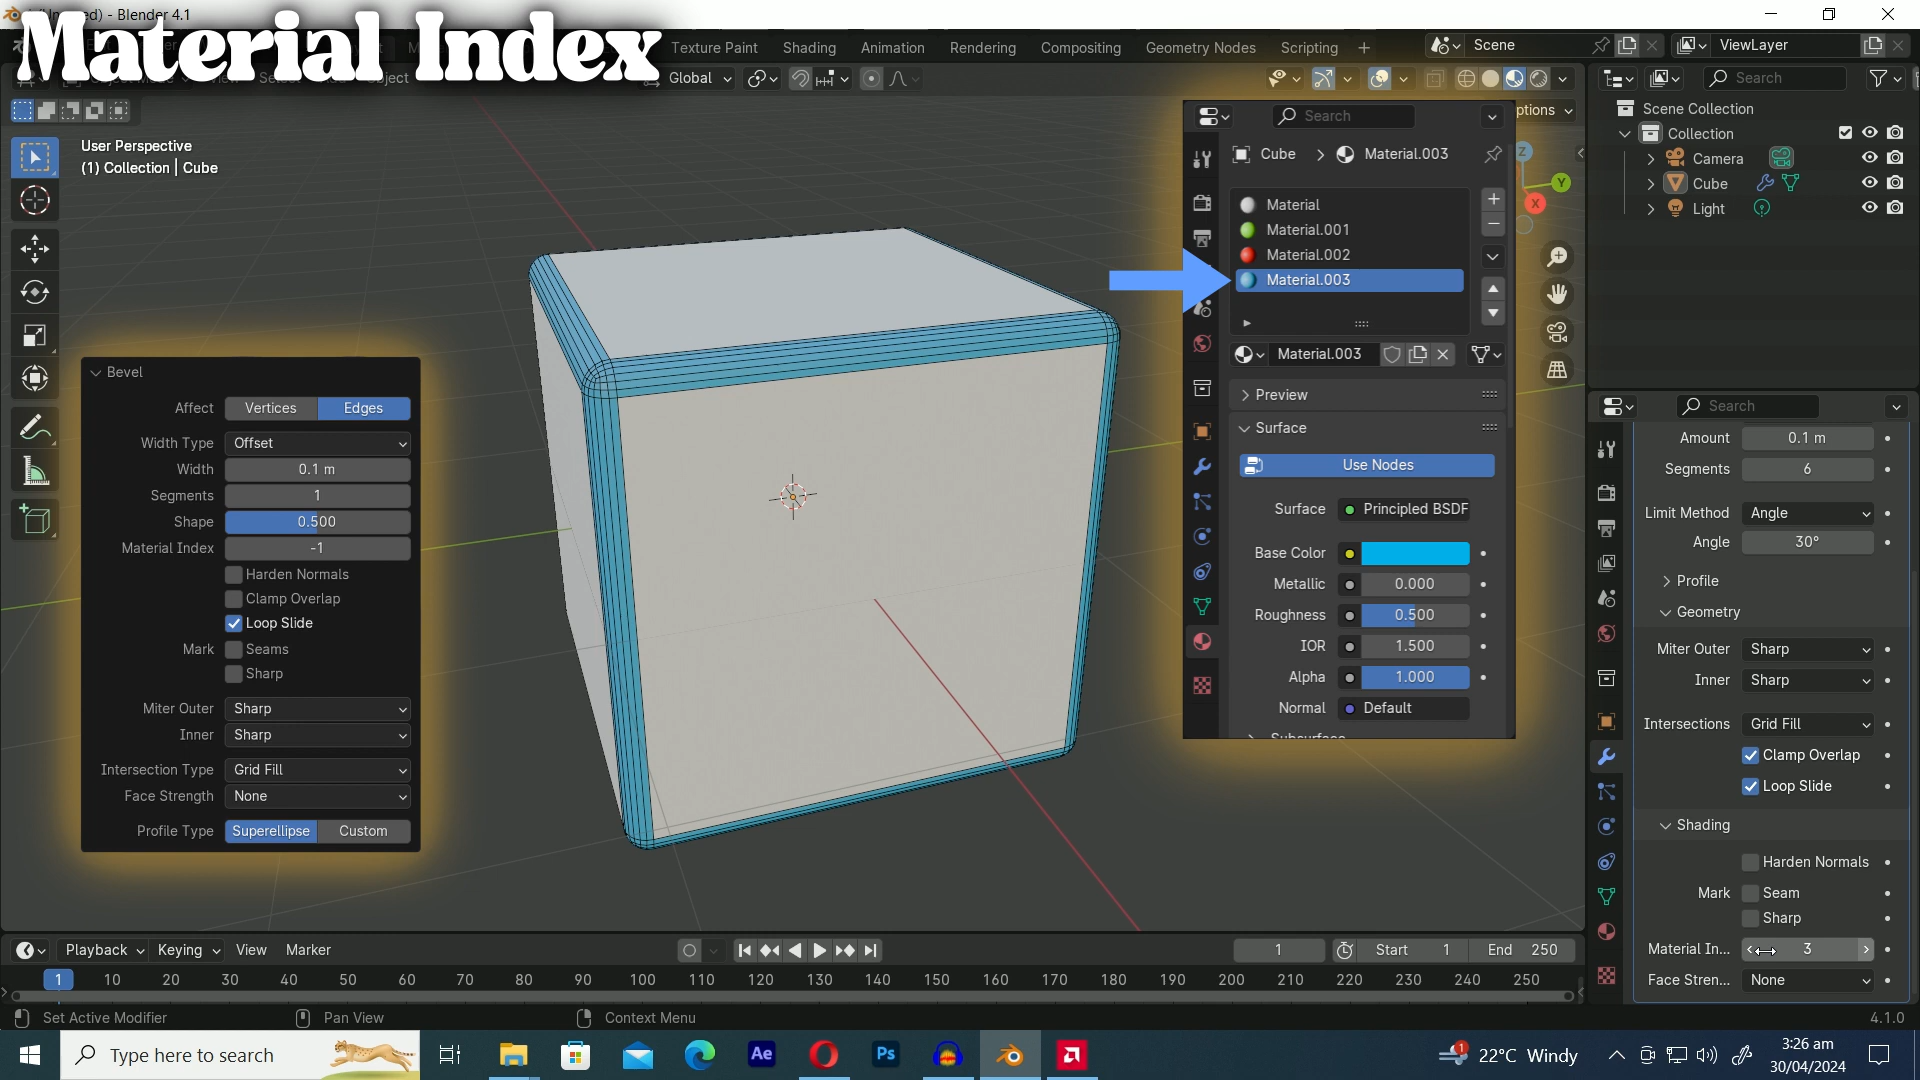 Material Index
- Blender 4.1
Texture Paint
Shading
Animation
Rendering
Compositing
Geometry Nodes
Scripting
Scene
ViewLayer
Global
Search
ptions
User Perspective
(1) Collection | Cube
Scene Collection
Collection
Camera
Cube
Light
Z
Y
X
Search
Cube > Material.003
Material
Material.001
Material.002
Material.003
Material.003
Preview
Surface
Use Nodes
Surface Principled BSDF
Base Color
Metallic 0.000
Roughness 0.500
IOR 1.500
Alpha 1.000
Normal Default
Subsurface
Bevel
Affect Vertices Edges
Width Type Offset
Width 0.1 m
Segments 1
Shape 0.500
Material Index -1
Harden Normals
Clamp Overlap
Loop Slide
Mark Seams
Sharp
Miter Outer Sharp
Inner Sharp
Intersection Type Grid Fill
Face Strength None
Profile Type Superellipse Custom
Search
Amount 0.1 m
Segments 6
Limit Method Angle
Angle 30°
Profile
Geometry
Miter Outer Sharp
Inner Sharp
Intersections Grid Fill
Clamp Overlap
Loop Slide
Shading
Harden Normals
Mark Seam
Sharp
Material In... 3
Face Stren... None
Playback Keying View Marker
1 Start 1 End 250
1 10 20 30 40 50 60 70 80 90 100 110 120 130 140 150 160 170 180 190 200 210 220 230 240 250
Set Active Modifier Pan View Context Menu 4.1.0
Type here to search
Ae
Ps
1
22°C Windy
3:26 am
30/04/2024